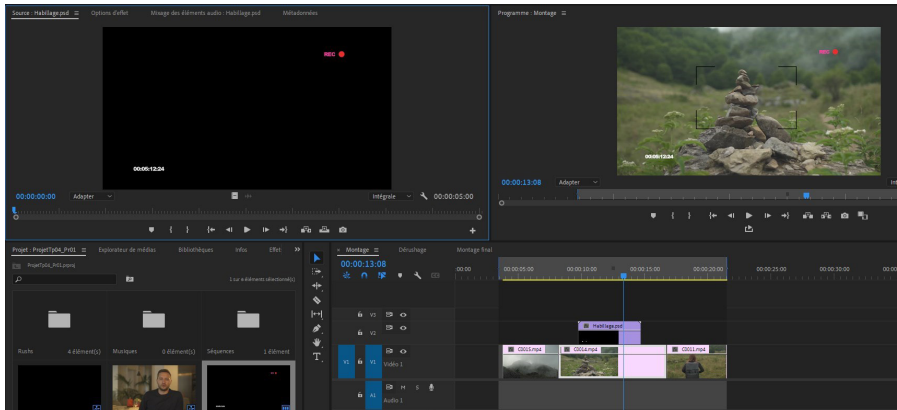 Source : Habillage.psd
Options d'effet
Mixage des éléments audio : Habillage.psd
Métadonnées
REC
00:05:12:24
00:00:00:00
Adapter
Intégrale
00:00:05:00
Programme : Montage
REC
00:05:12:24
00:00:13:08
Adapter
Int
Projet : ProjetTp04_Pr01
Explorateur de médias
Bibliothèques
Infos
Effet
ProjetTp04_Pr01.prproj
1 sur 6 éléments sélectionné(s)
Rushs
4 élément(s)
Musiques
0 élément(s)
Séquences
1 élément
Montage
Dérushage
Montage final
00:00:13:08
:00:00
00:00:05:00
00:00:10:00
00:00:15:00
00:00:20:00
00:00:25:00
00:00:30:00
00:00
V3
V2
Habillage.psd
V1
V1
Vidéo 1
C0015.mp4
C0014.mp4
C0011.mp4
A1
M
S
Audio 1